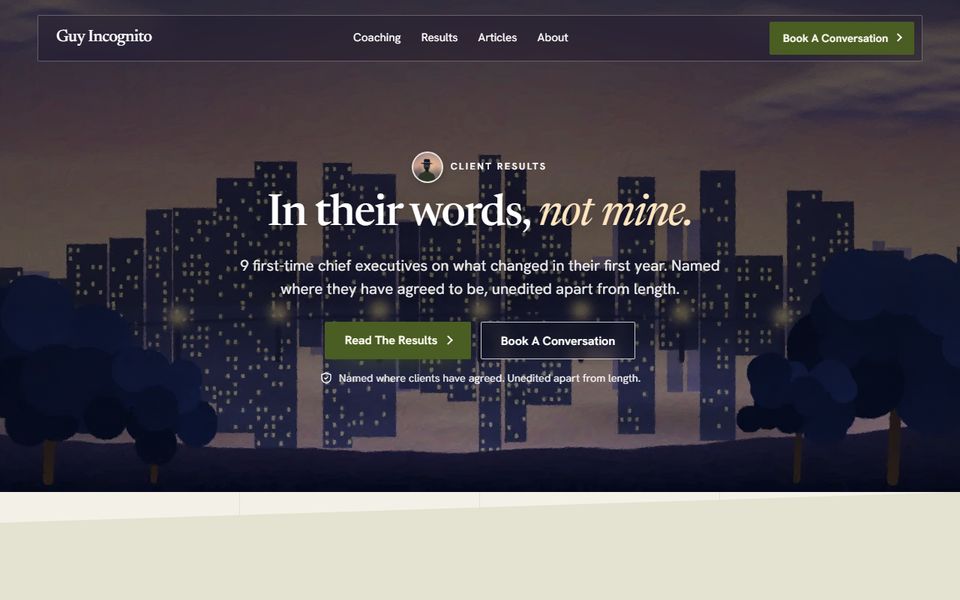 Guy Incognito
Coaching
Results
Articles
About
Book A Conversation
CLIENT RESULTS
In their words, not mine.
9 first-time chief executives on what changed in their first year. Named
where they have agreed to be, unedited apart from length.
Read The Results
Book A Conversation
Named where clients have agreed. Unedited apart from length.